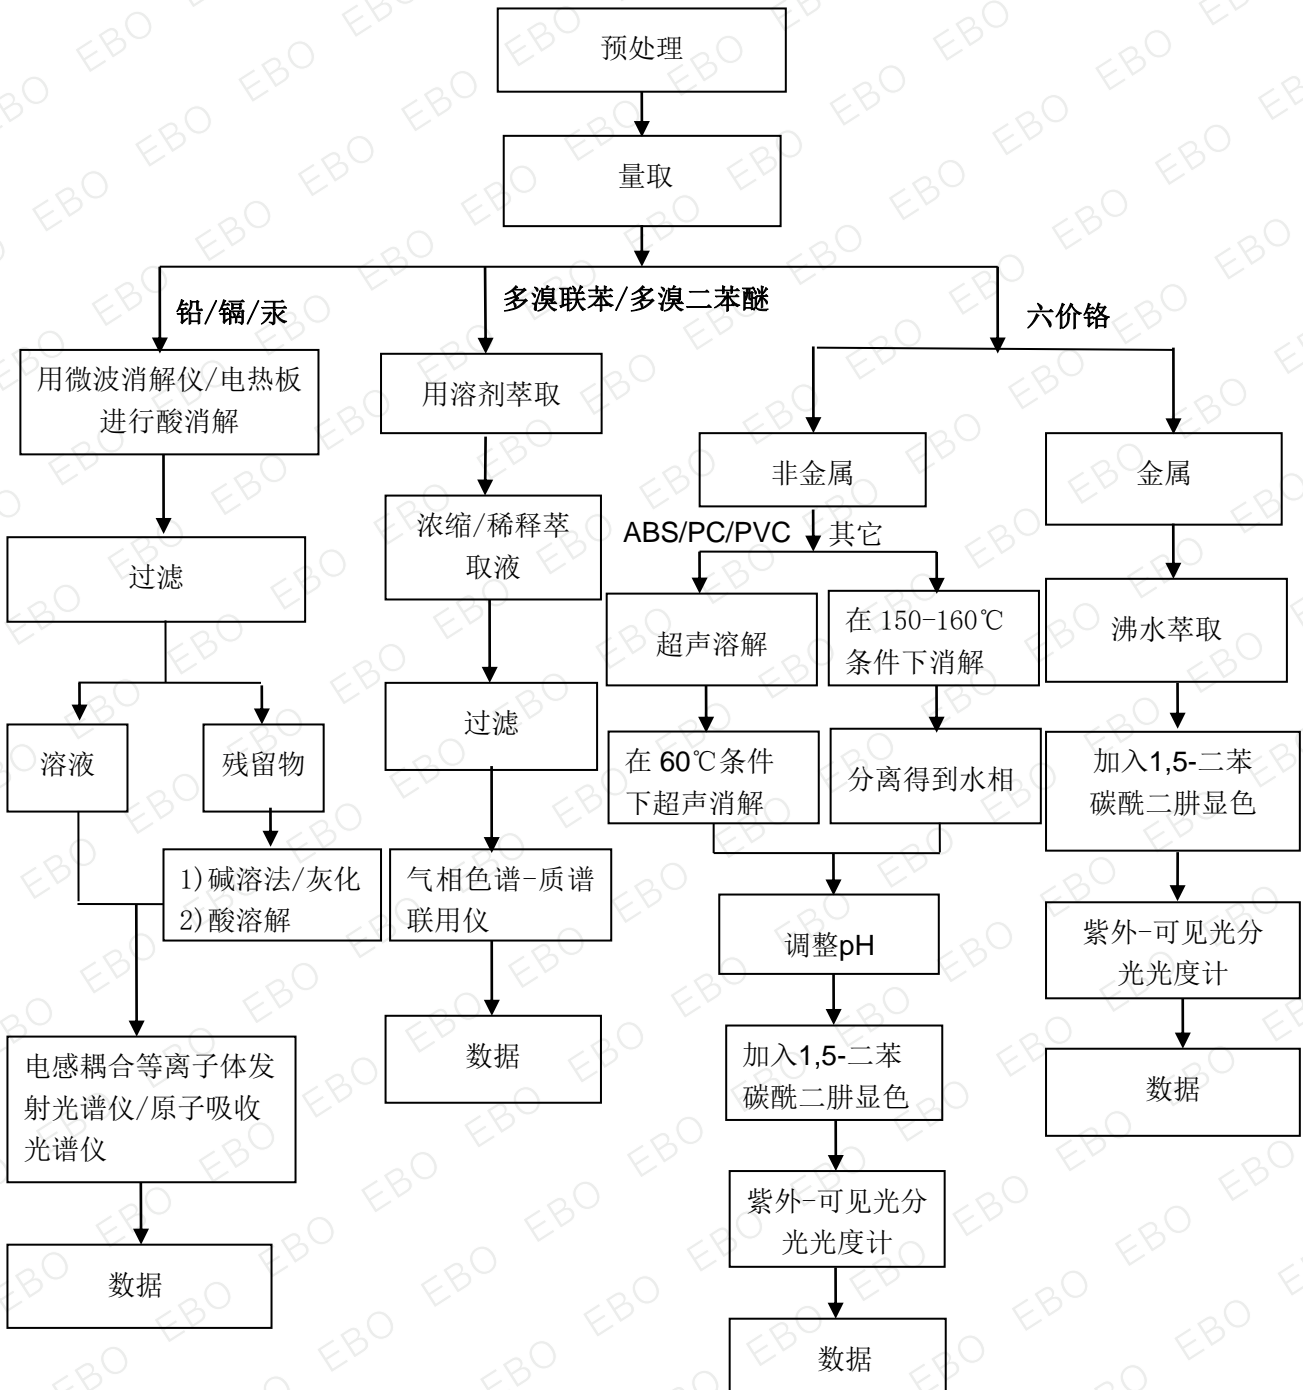 预处理
量取
铅/镉/汞
多溴联苯/多溴二苯醚
六价铬
用微波消解仪/电热板
进行酸消解
过滤
溶液
残留物
1)碱溶法/灰化
2)酸溶解
电感耦合等离子体发
射光谱仪/原子吸收
光谱仪
数据
用溶剂萃取
浓缩/稀释萃
取液
过滤
气相色谱-质谱
联用仪
数据
非金属
ABS/PC/PVC
其它
超声溶解
在 60℃条件
下超声消解
在 150-160℃
条件下消解
分离得到水相
调整pH
加入1,5-二苯
碳酰二肼显色
紫外-可见光分
光光度计
数据
金属
沸水萃取
加入1,5-二苯
碳酰二肼显色
紫外-可见光分
光光度计
数据
EBO